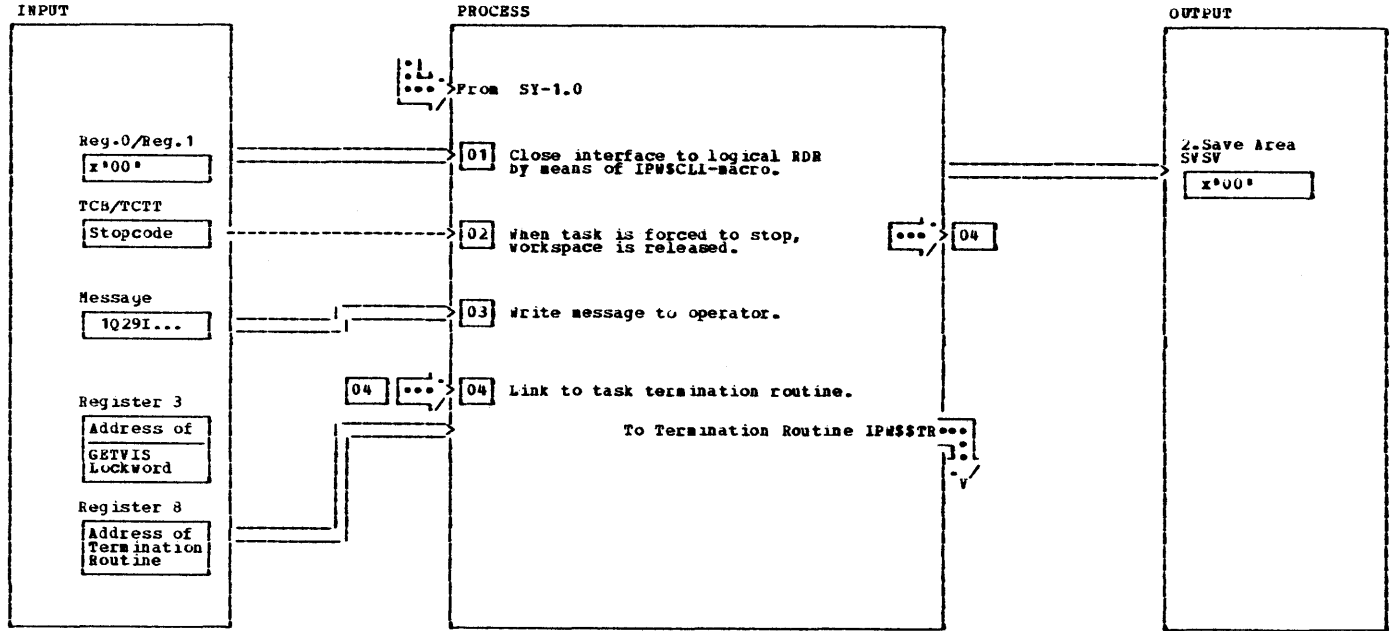 INPUT
PROCESS
OUTPUT
From SY-1.0
Reg.0/Reg.1
x"00"
01 Close interface to logical RDR
by means of IPW$CLI-macro.
2.Save Area
SVSV
x"00"
TCB/TCTT
Stopcode
02 When task is forced to stop,
workspace is released.
04
Message
1Q29I...
03 Write message to operator.
04
04 Link to task termination routine.
Register 3
Address of
GETVIS
Lockword
To Termination Routine IPW$$TR
Register 8
Address of
Termination
Routine